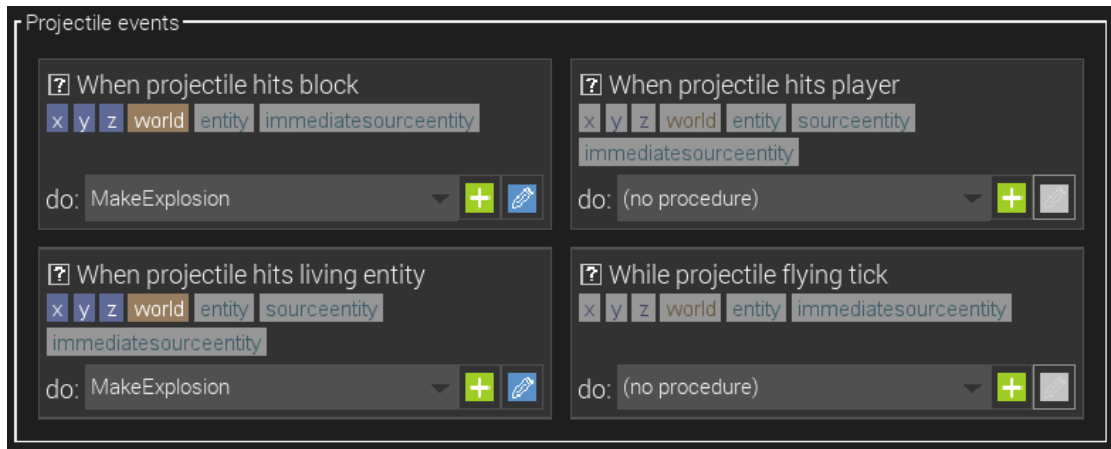 Projectile events
? When projectile hits block
x y z world entity immediatesourceentity
do: MakeExplosion
? When projectile hits player
x y z world entity sourceentity
immediatesourceentity
do: (no procedure)
? When projectile hits living entity
x y z world entity sourceentity
immediatesourceentity
do: MakeExplosion
? While projectile flying tick
x y z world entity immediatesourceentity
do: (no procedure)